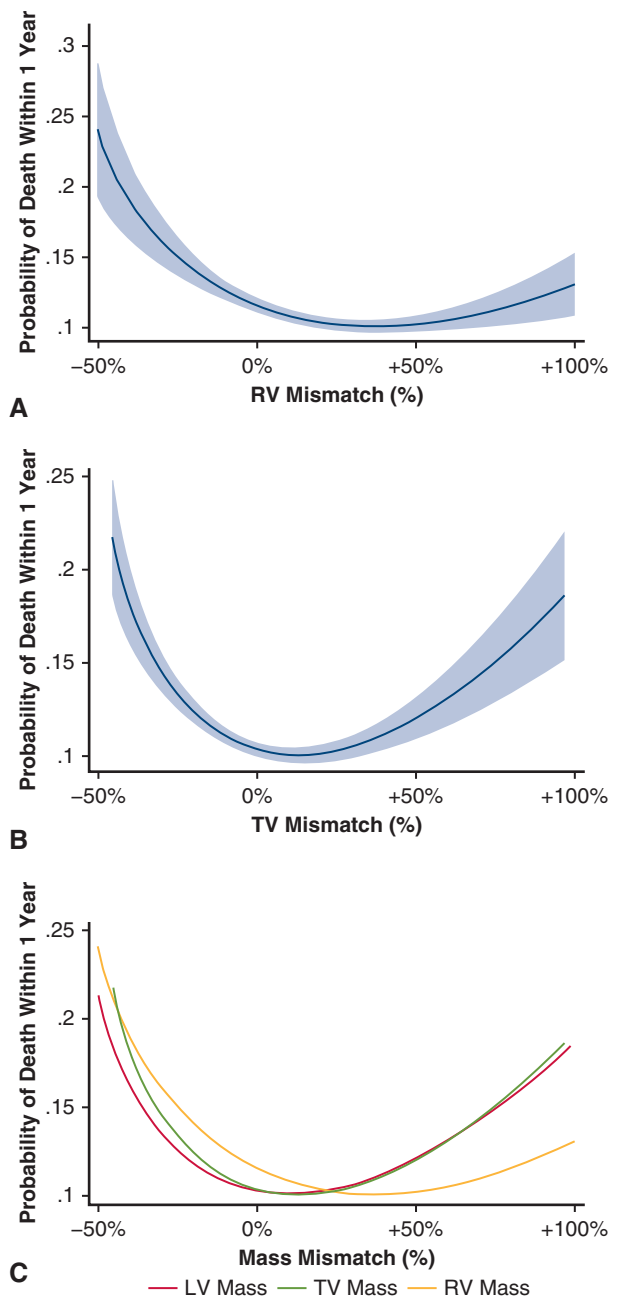 Probability of Death Within 1 Year
.3
.25
.2
.15
.1
−50%
0%
+50%
+100%
RV Mismatch (%)
A
Probability of Death Within 1 Year
.25
.2
.15
.1
−50%
0%
+50%
+100%
TV Mismatch (%)
B
Probability of Death Within 1 Year
.25
.2
.15
.1
−50%
0%
+50%
+100%
Mass Mismatch (%)
C
LV Mass TV Mass RV Mass